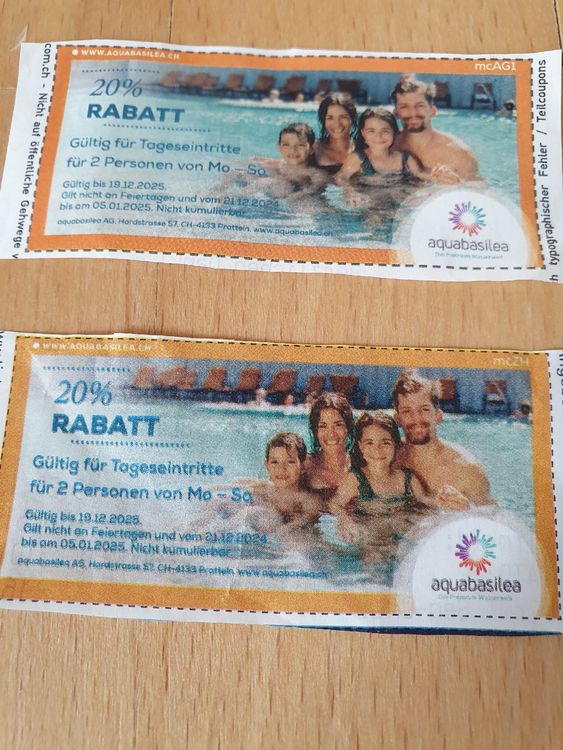 WWW.AQUABASILEA.CH
mcAG1
20%
RABATT
Gültig für Tageseintritte
für 2 Personen von Mo – So.
Gültig bis 19.12.2025.
Gilt nicht an Feiertagen und vom 21.12.2024
bis am 05.01.2025. Nicht kumulierbar.
aquabasilea AG, Hardstrasse 57, CH-4133 Pratteln, www.aquabasilea.ch
aquabasilea
Die Präparate Wasserwelt
com.ch - Nicht auf öffentliche Gehwege
typographischer Fehler / Teilcoupons
WWW.AQUABASILEA.CH
mcZH
20%
RABATT
Gültig für Tageseintritte
für 2 Personen von Mo – So.
Gültig bis 19.12.2025.
Gilt nicht an Feiertagen und vom 21.12.2024
bis am 05.01.2025. Nicht kumulierbar.
aquabasilea AG, Hardstrasse 57, CH-4133 Pratteln, www.aquabasilea.ch
aquabasilea